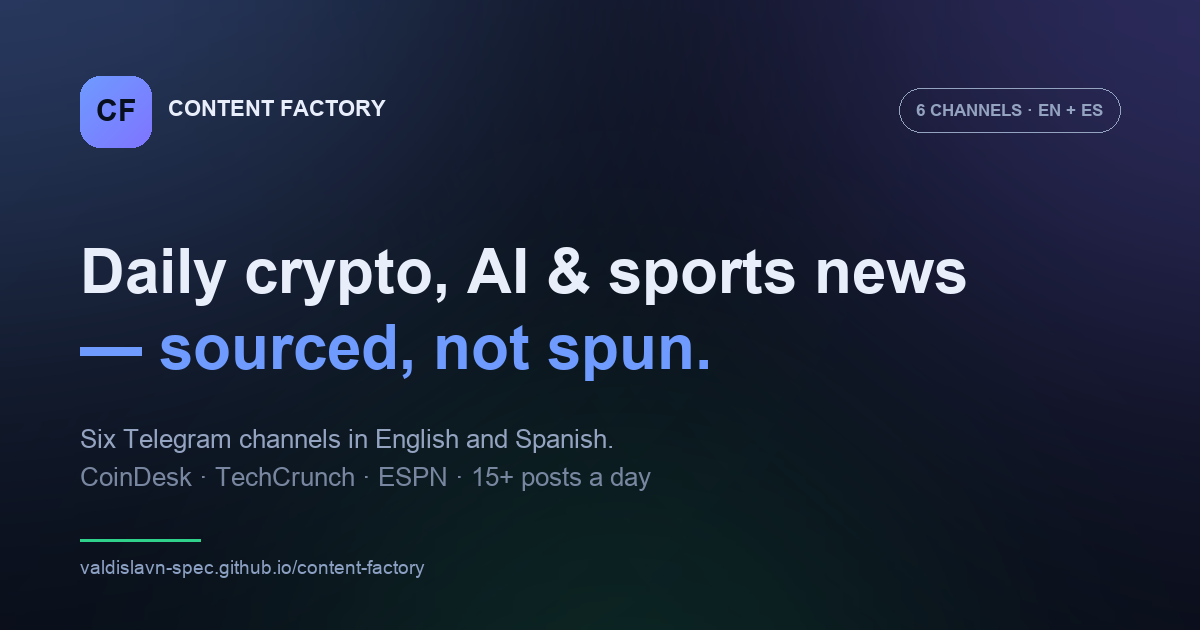 CF
CONTENT FACTORY
6 CHANNELS · EN + ES
Daily crypto, AI & sports news
— sourced, not spun.
Six Telegram channels in English and Spanish.
CoinDesk · TechCrunch · ESPN · 15+ posts a day
valdislavn-spec.github.io/content-factory